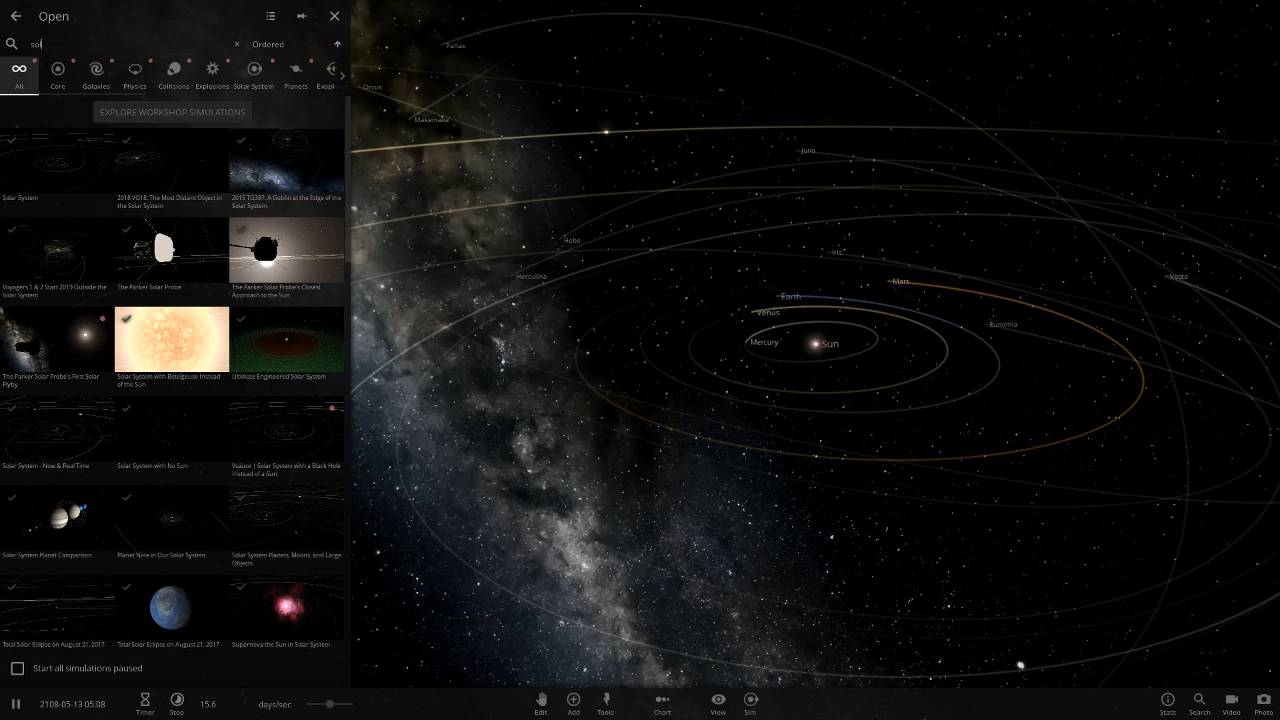 Open
sol
Ordered
All
Core
Galaxies
Physics
Collisions
Explosions
Solar System
Planets
Exopl
EXPLORE WORKSHOP SIMULATIONS
Solar System
2018 VG18: The Most Distant Object in
the Solar System
2015 TG387: A Goblin at the Edge of the
Solar System
Voyagers 1 & 2 Start 2019 Outside the
Solar System
The Parker Solar Probe
The Parker Solar Probe's Closest
Approach to the Sun
The Parker Solar Probe's First Solar
Flyby
Solar System with Betelgeuse Instead
of the Sun
Ultimate Engineered Solar System
Solar System - Now & Real Time
Solar System with No Sun
Vsauce | Solar System with a Black Hole
Instead of a Sun
Solar System Planet Comparison
Planet Nine in Our Solar System
Solar System Planets, Moons, and Large
Objects
Total Solar Eclipse on August 21, 2017
Total Solar Eclipse on August 21, 2017 -
Supernova the Sun in Solar System
Start all simulations paused
Pallas
Orcus
Makemake
Juno
Hebe
Iris
Herculina
Vesta
Mars
Earth
Venus
Eunomia
Mercury
Sun
2108-05-13 05:08
Timer
Step
15.6
days/sec
Edit
Add
Tools
Chart
View
Sim
Stats
Search
Video
Photo